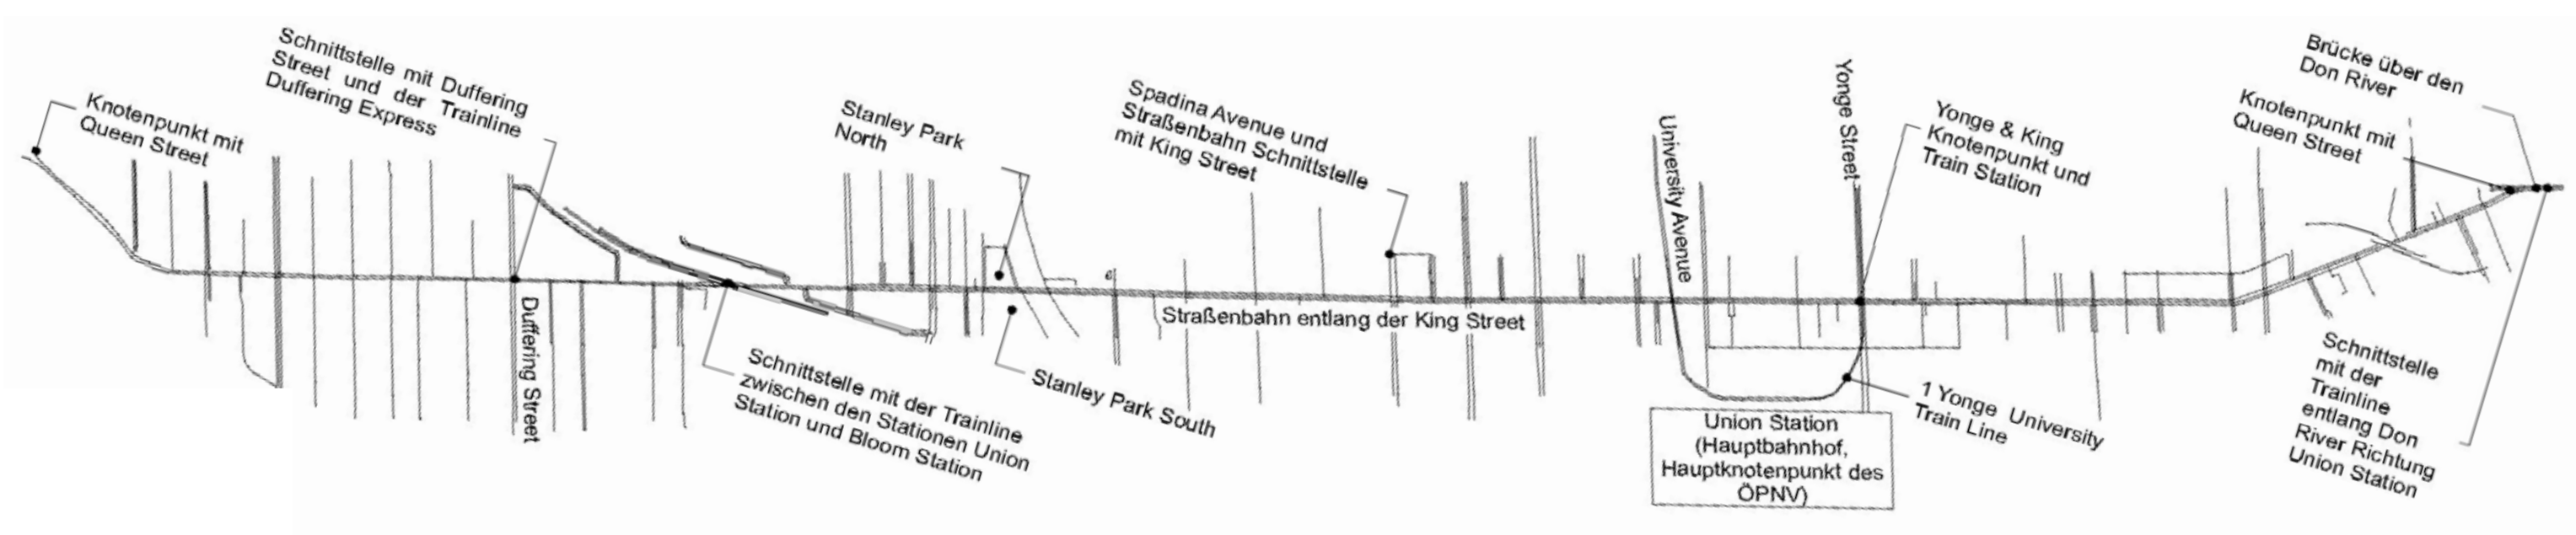 Knotenpunkt mit
Queen Street
Schnittstelle mit Duffering
Street und der Trainline
Duffering Express
Duffering Street
Stanley Park
North
Schnittstelle mit der Trainline
zwischen den Stationen Union
Station und Bloom Station
Stanley Park South
Spadina Avenue und
Straßenbahn Schnittstelle
mit King Street
Straßenbahn entlang der King Street
University Avenue
Yonge Street
Yonge & King
Knotenpunkt und
Train Station
1 Yonge University
Train Line
Union Station
(Hauptbahnhof,
Hauptknotenpunkt des
ÖPNV)
Brücke über den
Don River
Knotenpunkt mit
Queen Street
Schnittstelle
mit der
Trainline
entlang Don
River Richtung
Union Station